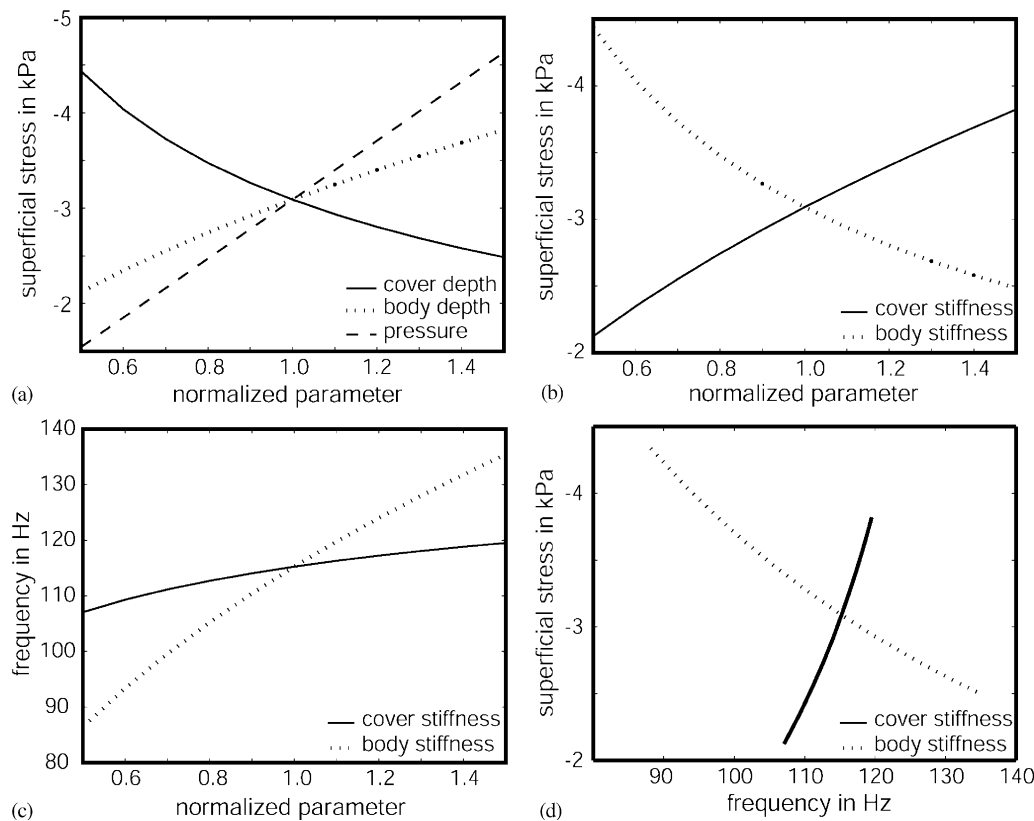 -5
-4
-3
-2
superficial stress in kPa
cover depth
body depth
pressure
0.6 0.8 1.0 1.2 1.4
(a) normalized parameter
-4
-3
-2
superficial stress in kPa
cover stiffness
body stiffness
0.6 0.8 1.0 1.2 1.4
(b) normalized parameter
140
130
120
110
100
90
80
frequency in Hz
cover stiffness
body stiffness
0.6 0.8 1.0 1.2 1.4
(c) normalized parameter
-4
-3
-2
superficial stress in kPa
cover stiffness
body stiffness
90 100 110 120 130 140
(d) frequency in Hz